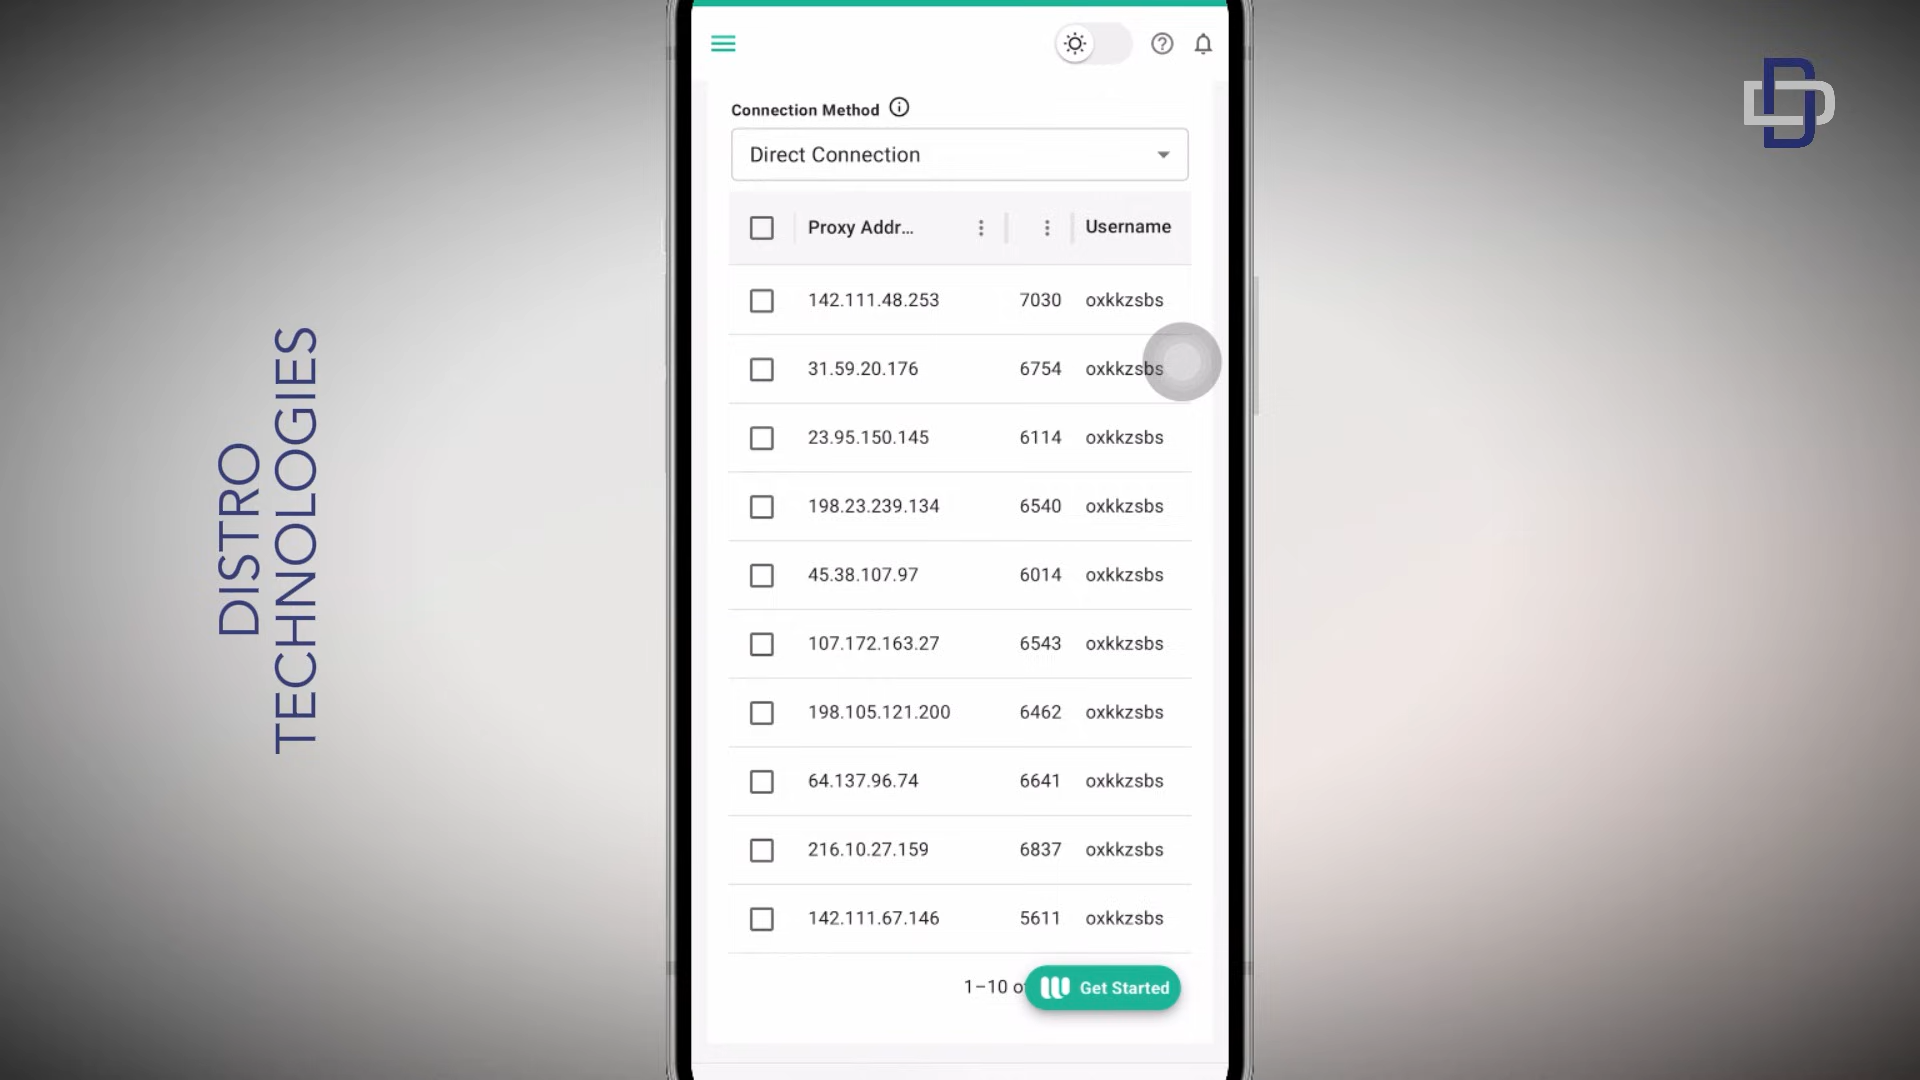 DISTRO
TECHNOLOGIES
Connection Method
Direct Connection
Proxy Addr... Username
142.111.48.253 7030 oxkkzsbs
31.59.20.176 6754 oxkkzsbs
23.95.150.145 6114 oxkkzsbs
198.23.239.134 6540 oxkkzsbs
45.38.107.97 6014 oxkkzsbs
107.172.163.27 6543 oxkkzsbs
198.105.121.200 6462 oxkkzsbs
64.137.96.74 6641 oxkkzsbs
216.10.27.159 6837 oxkkzsbs
142.111.67.146 5611 oxkkzsbs
1–10 o
Get Started